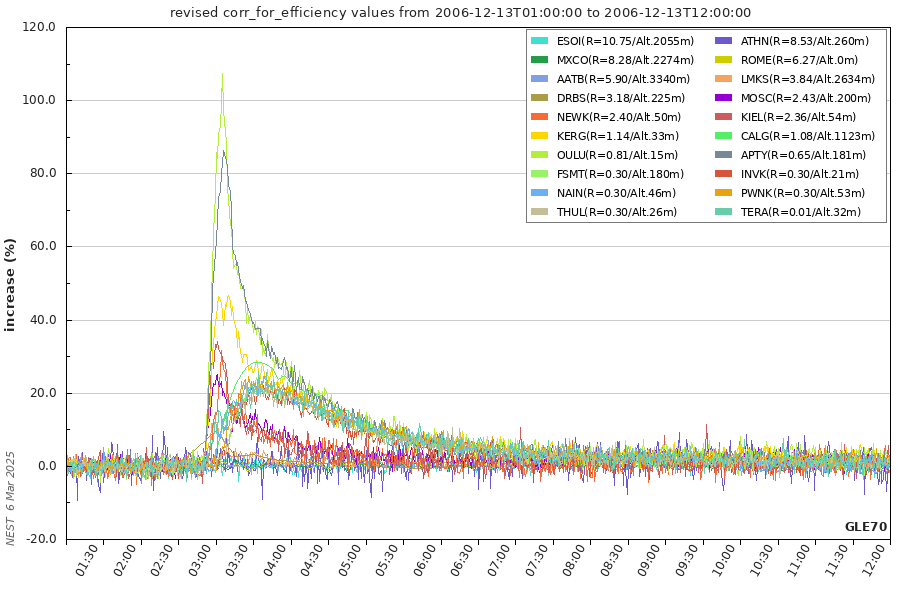 revised corr_for_efficiency values from 2006-12-13T01:00:00 to 2006-12-13T12:00:00
120.0
100.0
80.0
60.0
40.0
20.0
0.0
-20.0
increase (%)
ESOI(R=10.75/Alt.2055m) ATHN(R=8.53/Alt.260m)
MXCO(R=8.28/Alt.2274m) ROME(R=6.27/Alt.0m)
AATB(R=5.90/Alt.3340m) LMKS(R=3.84/Alt.2634m)
DRBS(R=3.18/Alt.225m) MOSC(R=2.43/Alt.200m)
NEWK(R=2.40/Alt.50m) KIEL(R=2.36/Alt.54m)
KERG(R=1.14/Alt.33m) CALG(R=1.08/Alt.1123m)
OULU(R=0.81/Alt.15m) APTY(R=0.65/Alt.181m)
FSMT(R=0.30/Alt.180m) INVK(R=0.30/Alt.21m)
NAIN(R=0.30/Alt.46m) PWNK(R=0.30/Alt.53m)
THUL(R=0.30/Alt.26m) TERA(R=0.01/Alt.32m)
GLE70
NEST 6 Mar 2025
01:30 02:00 02:30 03:00 03:30 04:00 04:30 05:00 05:30 06:00 06:30 07:00 07:30 08:00 08:30 09:00 09:30 10:00 10:30 11:00 11:30 12:00